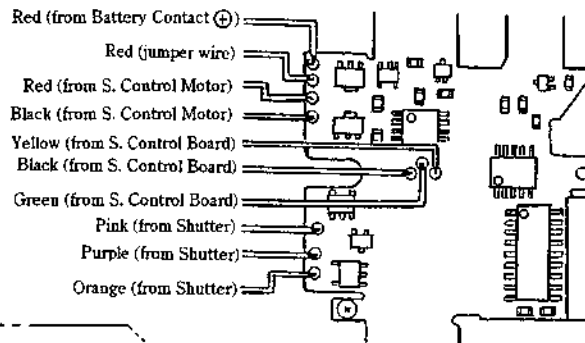 Red (from Battery Contact ⊕)
Red (jumper wire)
Red (from S. Control Motor)
Black (from S. Control Motor)
Yellow (from S. Control Board)
Black (from S. Control Board)
Green (from S. Control Board)
Pink (from Shutter)
Purple (from Shutter)
Orange (from Shutter)